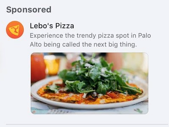 Sponsored
Lebo's Pizza
Experience the trendy pizza spot in Palo
Alto being called the next big thing.